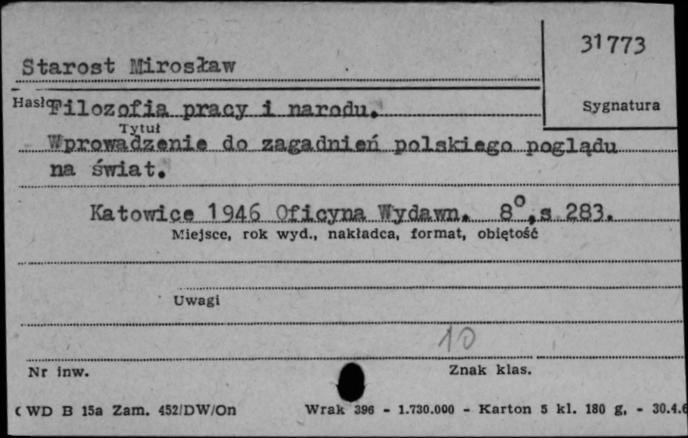 31773
Starost Mirosław
Hasło
Filozofia pracy i narodu.
Sygnatura
Tytuł
Wprowadzenie do zagadnień polskiego poglądu
na świat.
Katowice 1946 Oficyna Wydawn. 8°, s 283.
Miejsce, rok wyd., nakładca, format, obiętość
Uwagi
10
Nr inw.
Znak klas.
CWD B 15a Zam. 452/DW/On
Wrak 396 - 1.730.000 - Karton 5 kl. 180 g. - 30.4.6